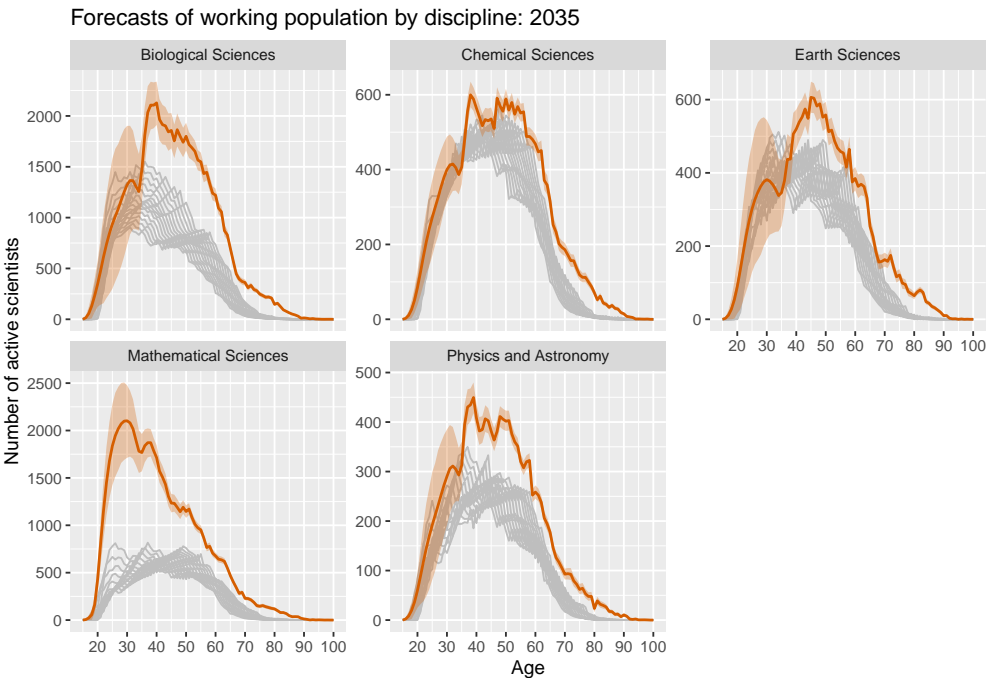 Forecasts of working population by discipline: 2035
Biological Sciences
Chemical Sciences
Earth Sciences
2000
1500
1000
500
0
600
400
200
0
600
400
200
0
20 30 40 50 60 70 80 90 100
Mathematical Sciences
Physics and Astronomy
2500
2000
1500
1000
500
0
500
400
300
200
100
0
20 30 40 50 60 70 80 90 100
20 30 40 50 60 70 80 90 100
Age
Number of active scientists